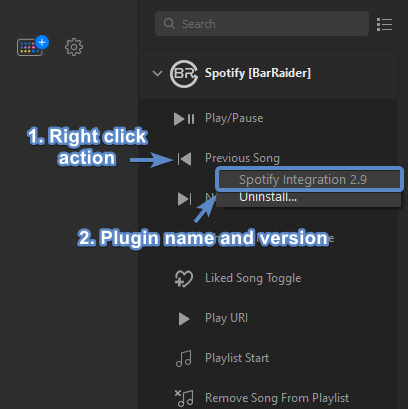 Search
BR
Spotify [BarRaider]
Play/Pause
1. Right click
action
Previous Song
Spotify Integration 2.9
Uninstall...
2. Plugin name and version
Liked Song Toggle
Play URI
Playlist Start
Remove Song From Playlist